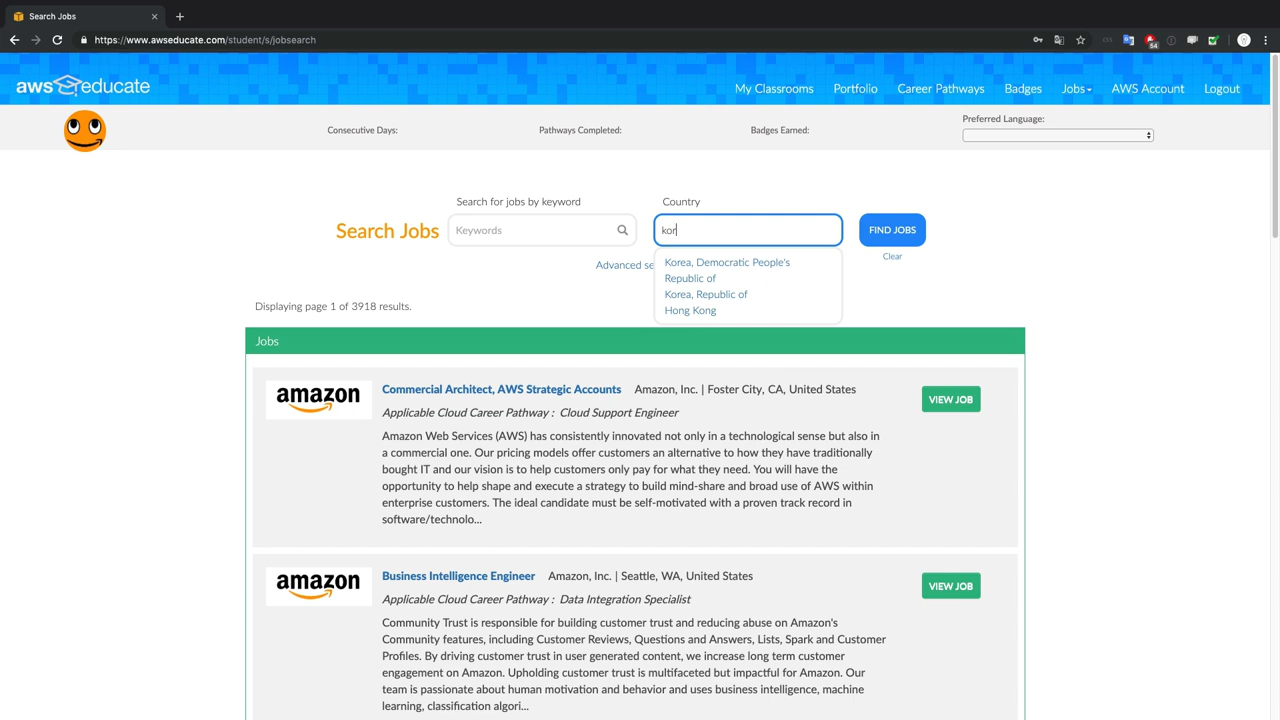 Search Jobs
https://www.awseducate.com/student/s/jobsearch
54
aws educate
My Classrooms
Portfolio
Career Pathways
Badges
Jobs
AWS Account
Logout
Consecutive Days:
Pathways Completed:
Badges Earned:
Preferred Language:
Search for jobs by keyword
Country
Search Jobs
Keywords
kor
FIND JOBS
Clear
Advanced se
Korea, Democratic People's
Republic of
Korea, Republic of
Hong Kong
Displaying page 1 of 3918 results.
Jobs
amazon
Commercial Architect, AWS Strategic Accounts Amazon, Inc. | Foster City, CA, United States
VIEW JOB
Applicable Cloud Career Pathway : Cloud Support Engineer
Amazon Web Services (AWS) has consistently innovated not only in a technological sense but also in
a commercial one. Our pricing models offer customers an alternative to how they have traditionally
bought IT and our vision is to help customers only pay for what they need. You will have the
opportunity to help shape and execute a strategy to build mind-share and broad use of AWS within
enterprise customers. The ideal candidate must be self-motivated with a proven track record in
software/technolo...
amazon
Business Intelligence Engineer Amazon, Inc. | Seattle, WA, United States
VIEW JOB
Applicable Cloud Career Pathway : Data Integration Specialist
Community Trust is responsible for building customer trust and reducing abuse on Amazon's
Community features, including Customer Reviews, Questions and Answers, Lists, Spark and Customer
Profiles. By driving customer trust in user generated content, we increase long term customer
engagement on Amazon. Upholding customer trust is multifaceted but impactful for Amazon. Our
team is passionate about human motivation and behavior and uses business intelligence, machine
learning, classification algori...